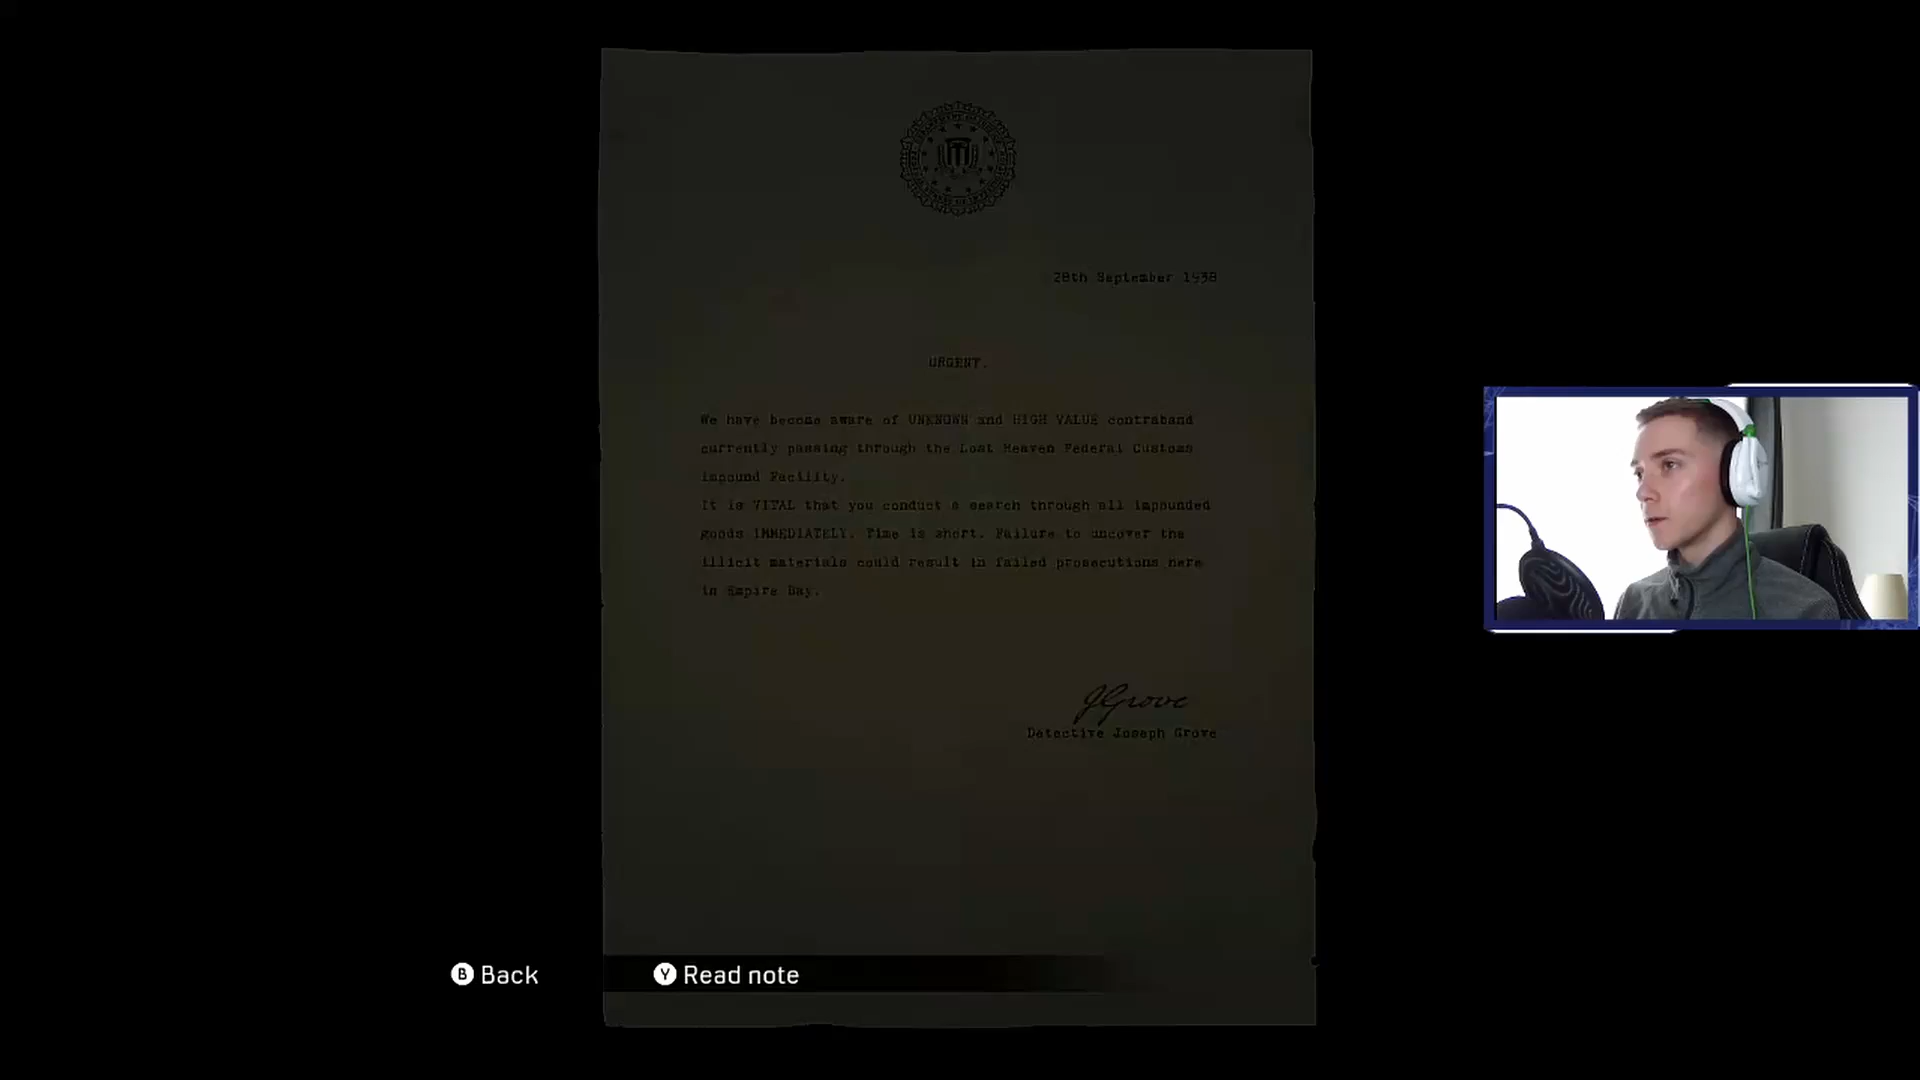 28th September 1938
URGENT.
We have become aware of UNKNOWN and HIGH VALUE contraband
currently passing through the Lost Heaven Federal Customs
Impound Facility.
It is VITAL that you conduct a search through all impounded
goods IMMEDIATELY. Time is short. Failure to uncover the
illicit materials could result in failed prosecutions here
in Empire Bay.
JGrove
Detective Joseph Grove
B Back
Y Read note